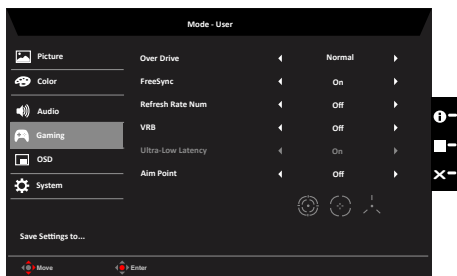 Mode - User
Picture
Color
Audio
Gaming
OSD
System
Over Drive Normal
FreeSync On
Refresh Rate Num Off
VRB Off
Ultra-Low Latency On
Aim Point Off
Save Settings to...
Move Enter